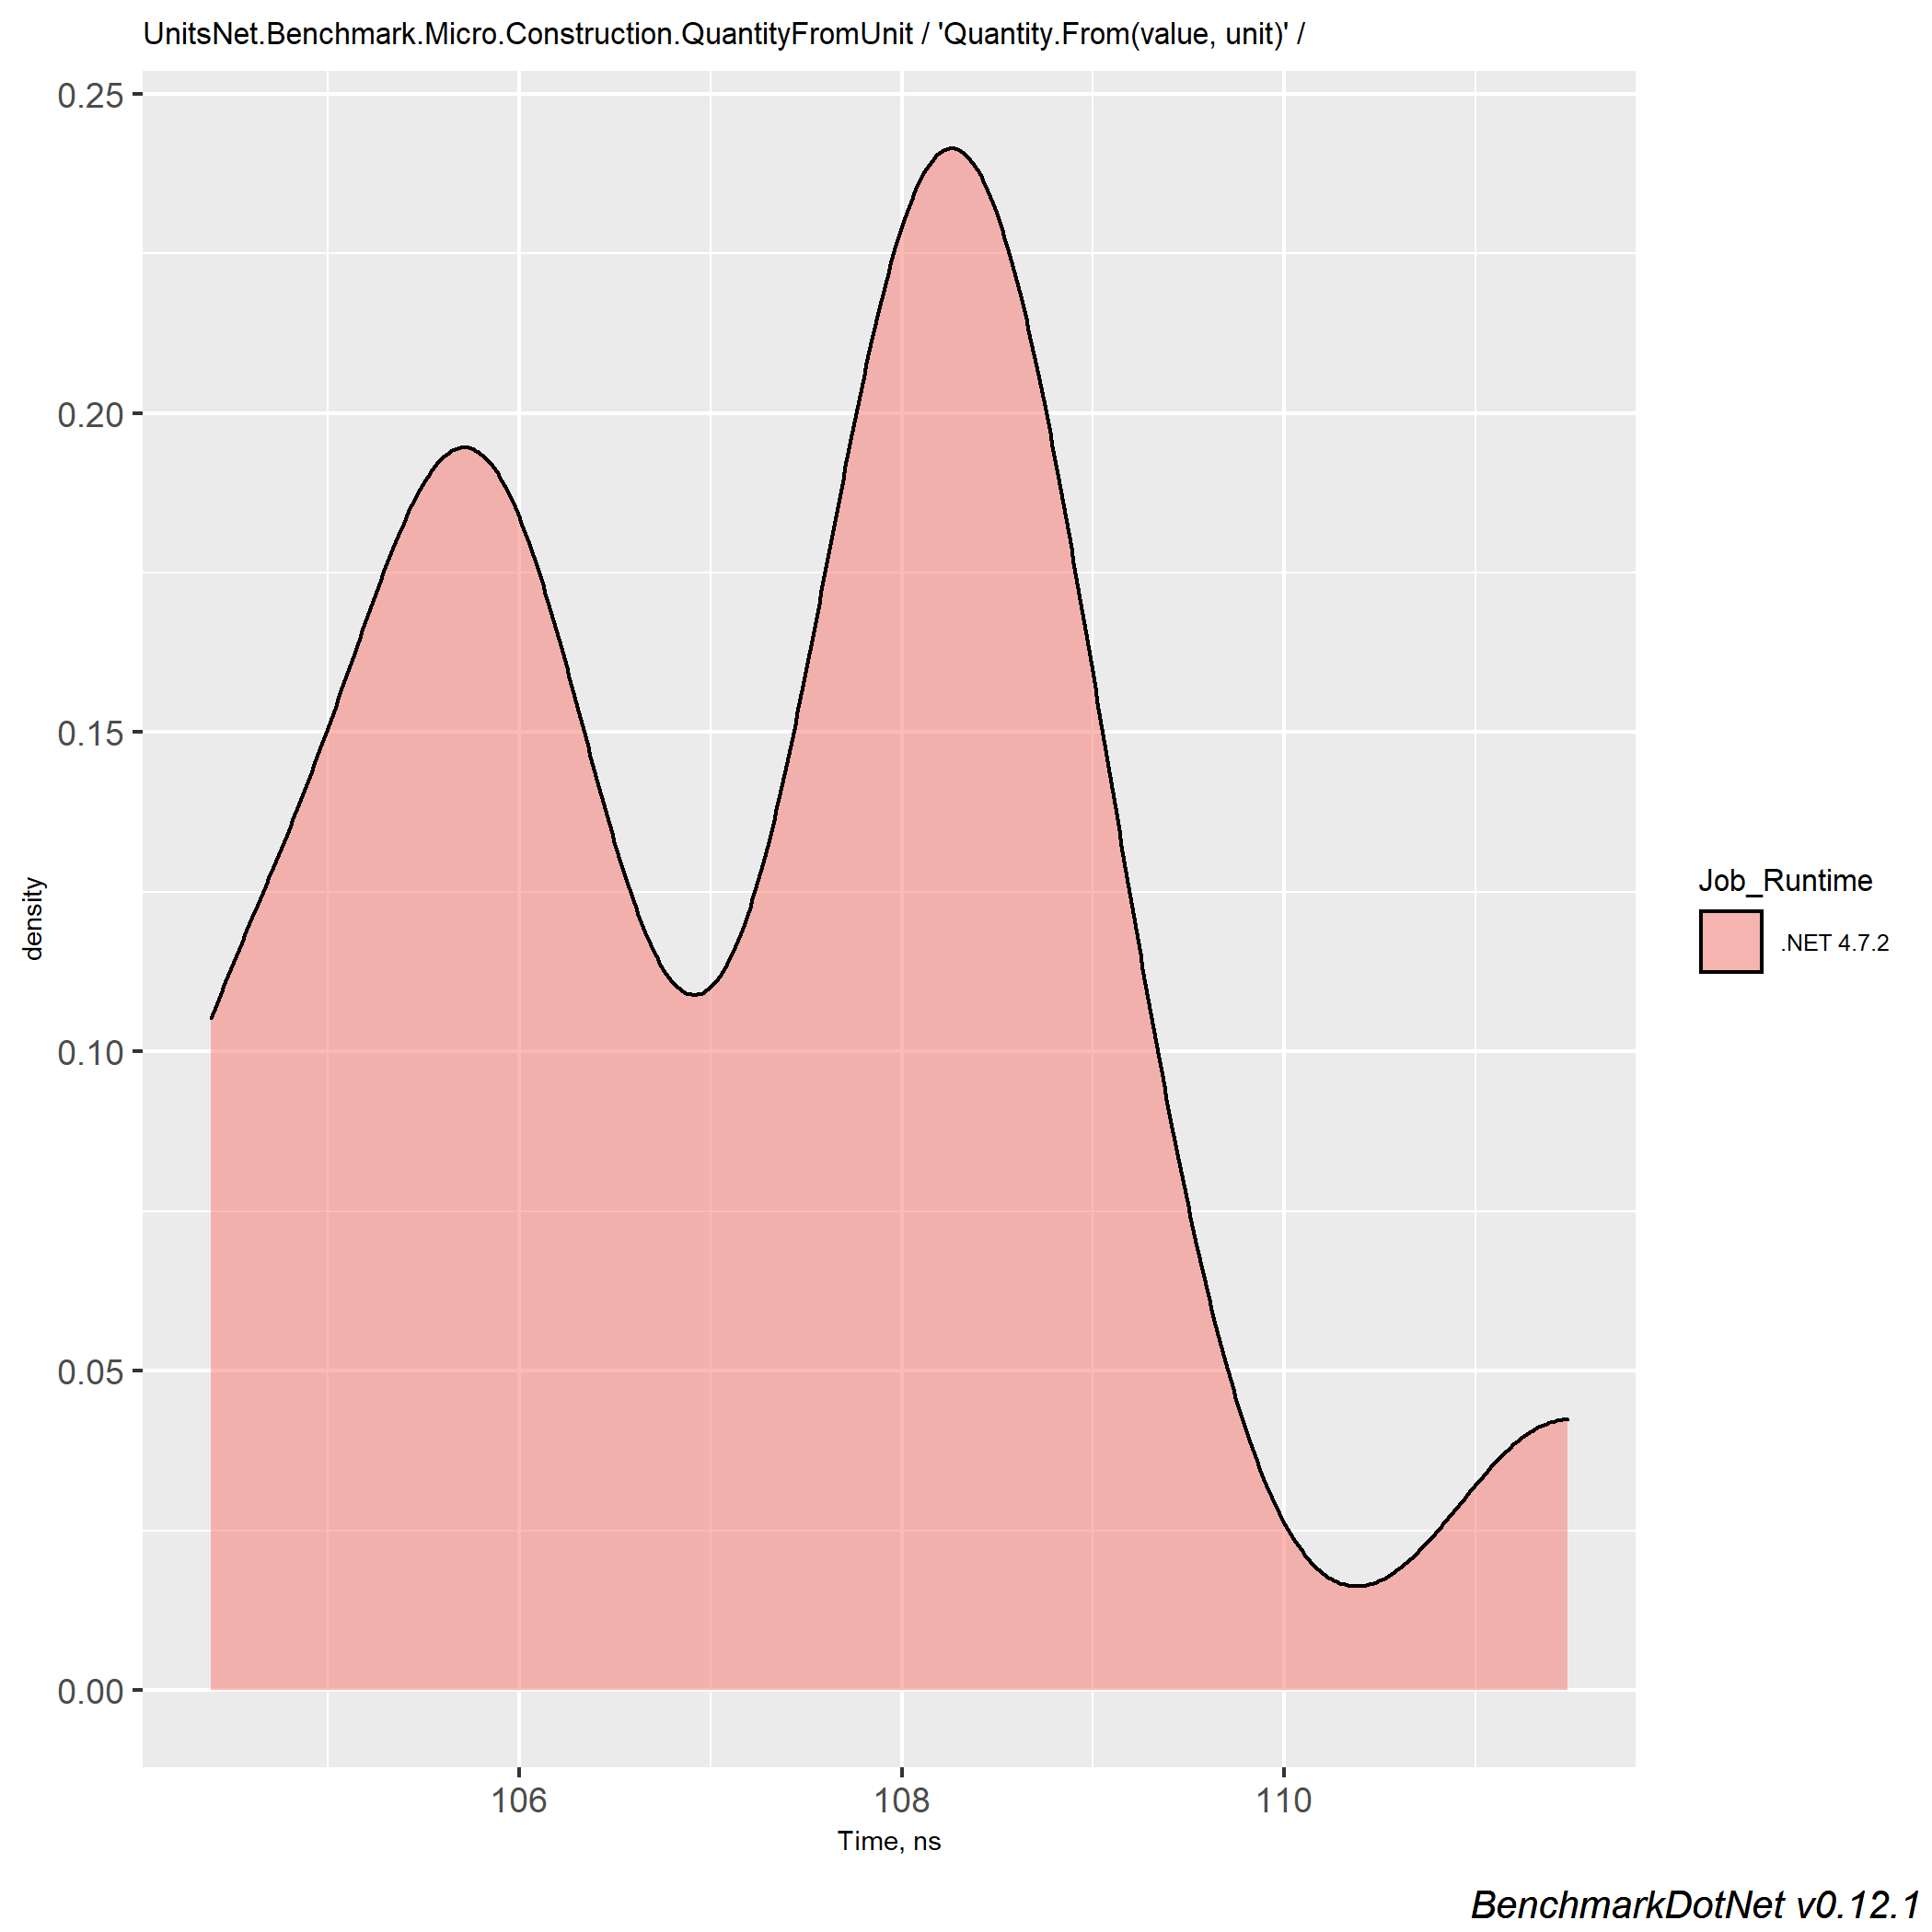 UnitsNet.Benchmark.Micro.Construction.QuantityFromUnit / 'Quantity.From(value, unit)' /
0.25
0.20
0.15
0.10
0.05
0.00
density
106 108 110
Time, ns
Job_Runtime
.NET 4.7.2
BenchmarkDotNet v0.12.1